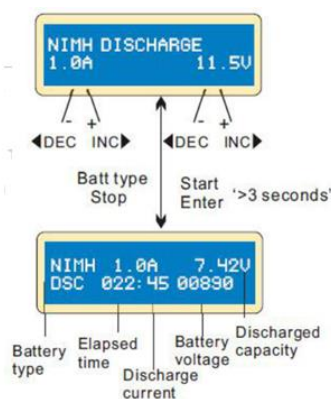 NIMH DISCHARGE
1.0A 11.5V
- + - +
◀DEC INC▶ ◀DEC INC▶
Batt type
Stop
Start
Enter
'>3 seconds'
NIMH 1.0A 7.42V
DSC 022:45 00890
Battery
type
Elapsed
time
Discharge
current
Battery
voltage
Discharged
capacity